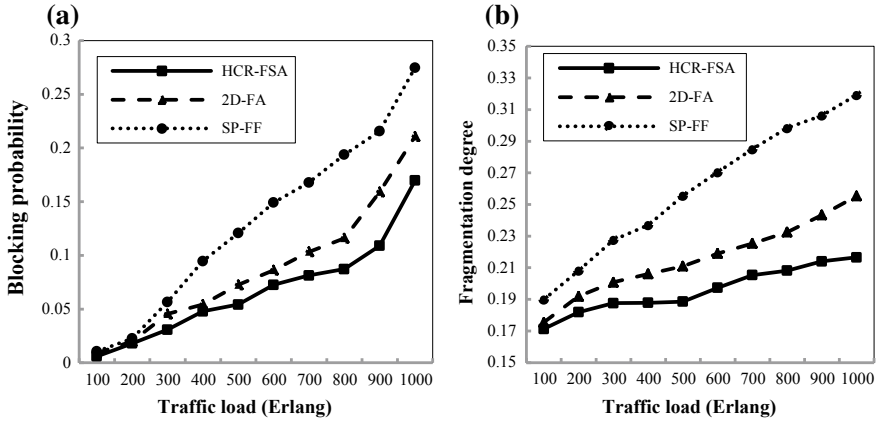 (a)
0.3
0.25
0.2
0.15
0.1
0.05
0
Blocking probability
HCR-FSA
2D-FA
SP-FF
100 200 300 400 500 600 700 800 900 1000
Traffic load (Erlang)
(b)
0.35
0.33
0.31
0.29
0.27
0.25
0.23
0.21
0.19
0.17
0.15
Fragmentation degree
HCR-FSA
2D-FA
SP-FF
100 200 300 400 500 600 700 800 900 1000
Traffic load (Erlang)